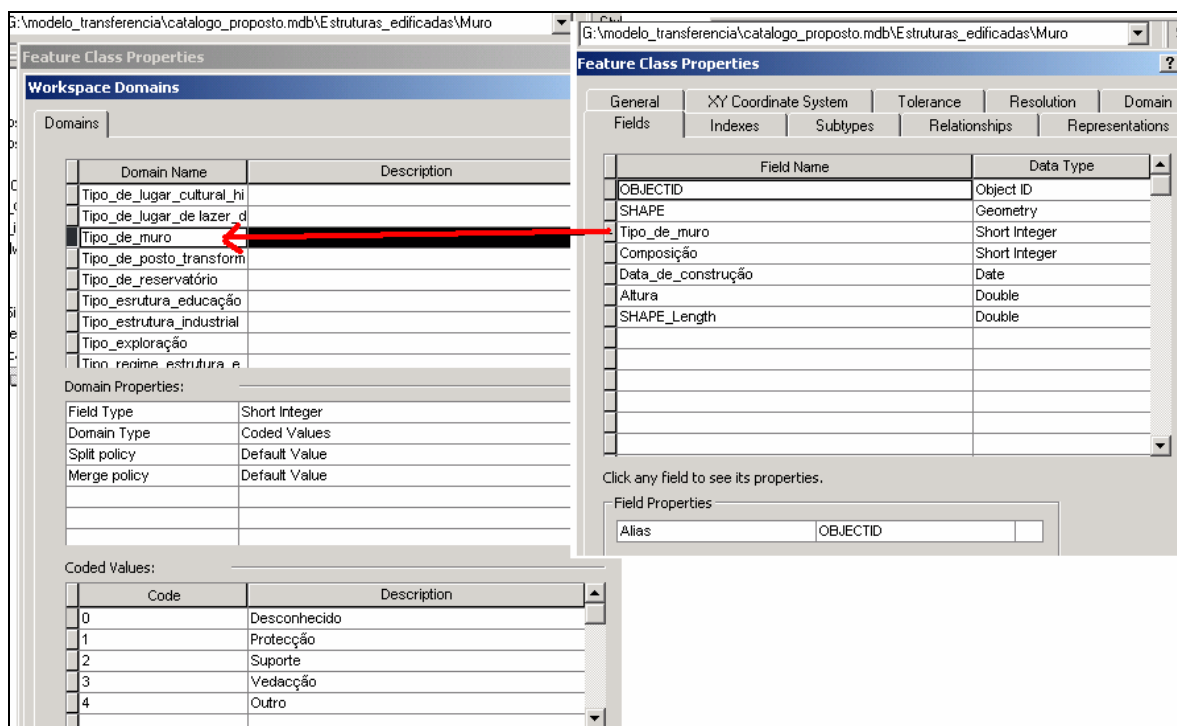 G:\modelo_transferencia\catalogo_proposto.mdb\Estruturas_edificadas\Muro
Feature Class Properties
Workspace Domains
Domains
Domain Name Description
Tipo_de_lugar_cultural_hi
Tipo_de_lugar_de lazer_d
Tipo_de_muro
Tipo_de_posto_transform
Tipo_de_reservatório
Tipo_esrutura_educação
Tipo_estrutura_industrial
Tipo_exploração
Tipo_regime_estrutura_e
Domain Properties:
Field Type Short Integer
Domain Type Coded Values
Split policy Default Value
Merge policy Default Value
Coded Values:
Code Description
0 Desconhecido
1 Protecção
2 Suporte
3 Vedacção
4 Outro
G:\modelo_transferencia\catalogo_proposto.mdb\Estruturas_edificadas\Muro
Feature Class Properties ?
General XY Coordinate System Tolerance Resolution Domain
Fields Indexes Subtypes Relationships Representations
Field Name Data Type
OBJECTID Object ID
SHAPE Geometry
Tipo_de_muro Short Integer
Composição Short Integer
Data_de_construção Date
Altura Double
SHAPE_Length Double
Click any field to see its properties.
Field Properties
Alias OBJECTID